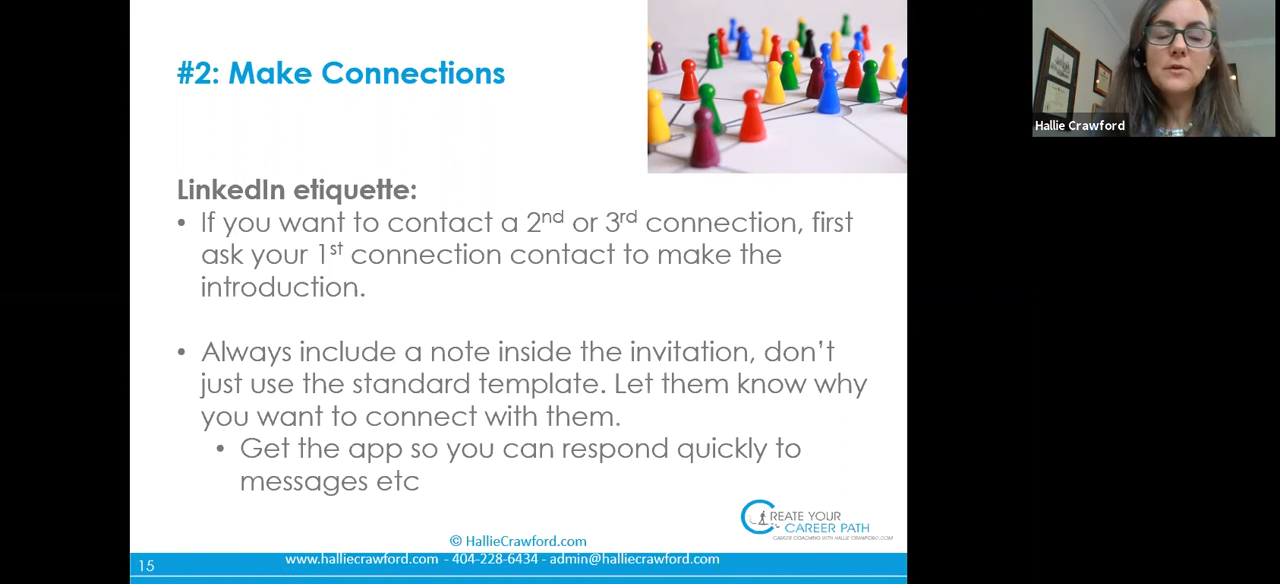 #2: Make Connections
Hallie Crawford
LinkedIn etiquette:
• If you want to contact a 2nd or 3rd connection, first
ask your 1st connection contact to make the
introduction.
• Always include a note inside the invitation, don’t
just use the standard template. Let them know why
you want to connect with them.
• Get the app so you can respond quickly to
messages etc
CREATE YOUR
CAREER PATH
CAREER COACHING WITH HALLIE CRAWFORD.COM
© HallieCrawford.com
www.halliecrawford.com - 404-228-6434 - admin@halliecrawford.com
15